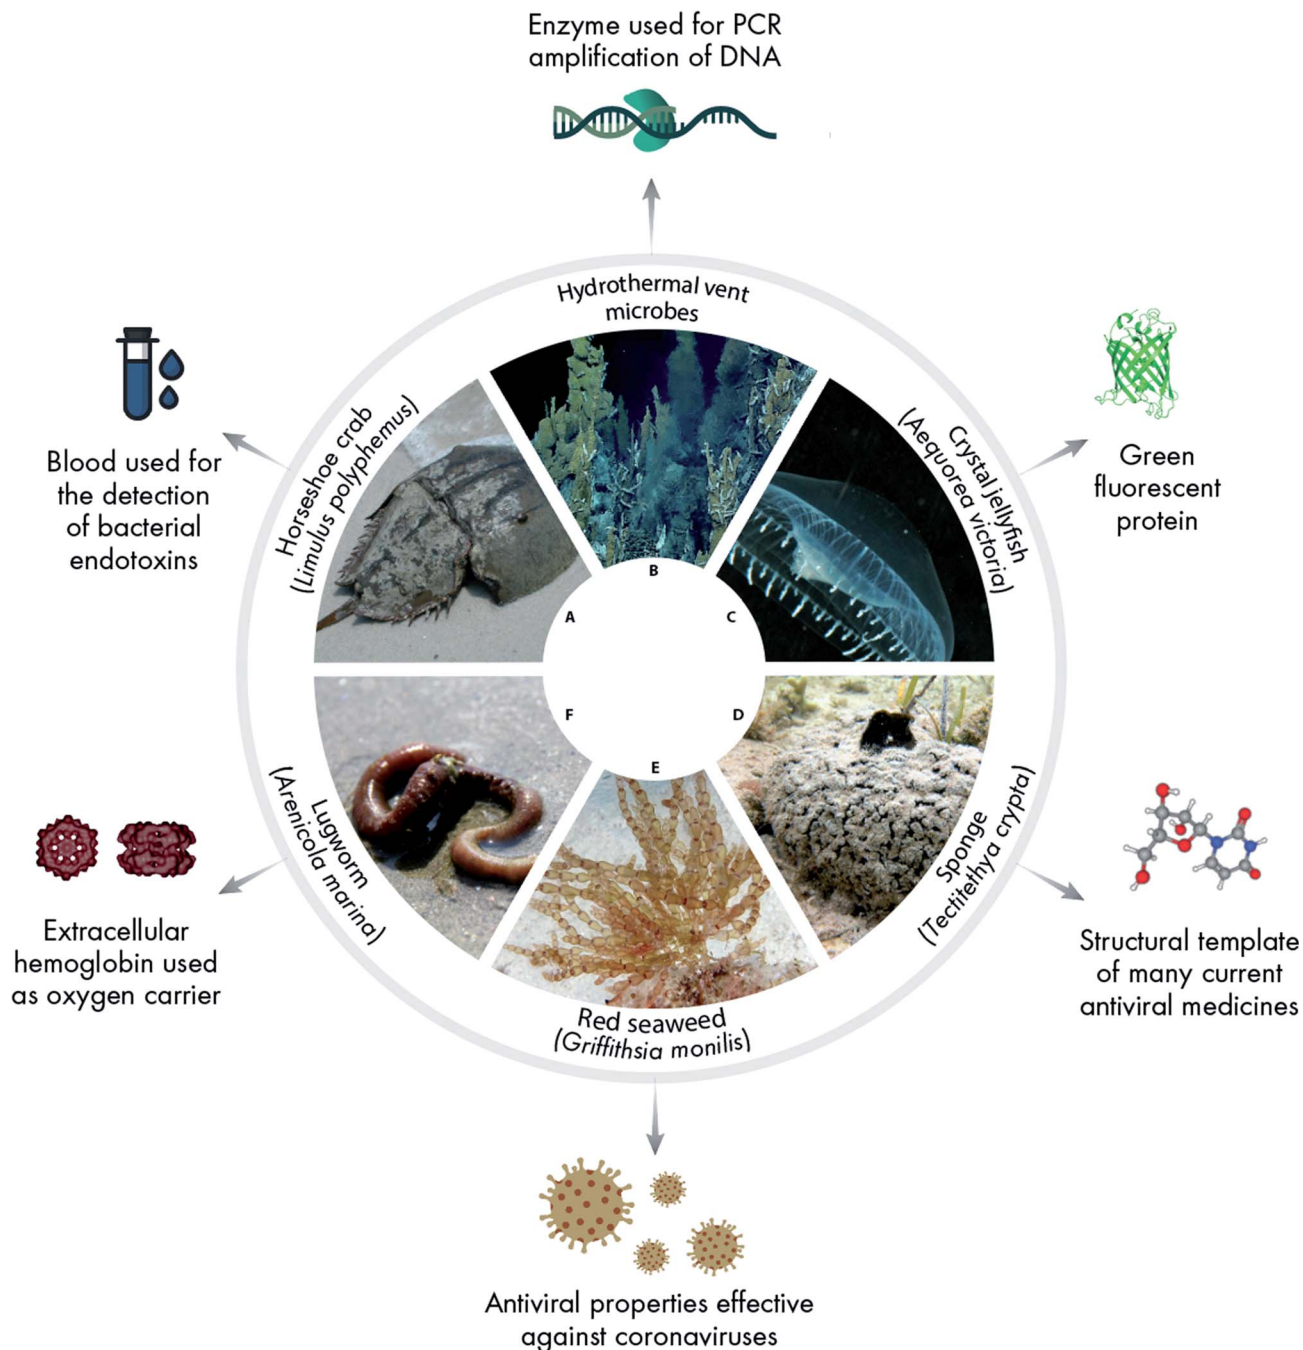 Enzyme used for PCR
amplification of DNA
Hydrothermal vent
microbes
Horseshoe crab
(Limulus polyphemus)
Crystal jellyfish
(Aequorea victoria)
Blood used for
the detection
of bacterial
endotoxins
Green
fluorescent
protein
B
A
C
F
D
E
Lugworm
(Arenicola marina)
Sponge
(Tectitethya crypta)
Red seaweed
(Griffithsia monilis)
Extracellular
hemoglobin used
as oxygen carrier
Structural template
of many current
antiviral medicines
Antiviral properties effective
against coronaviruses